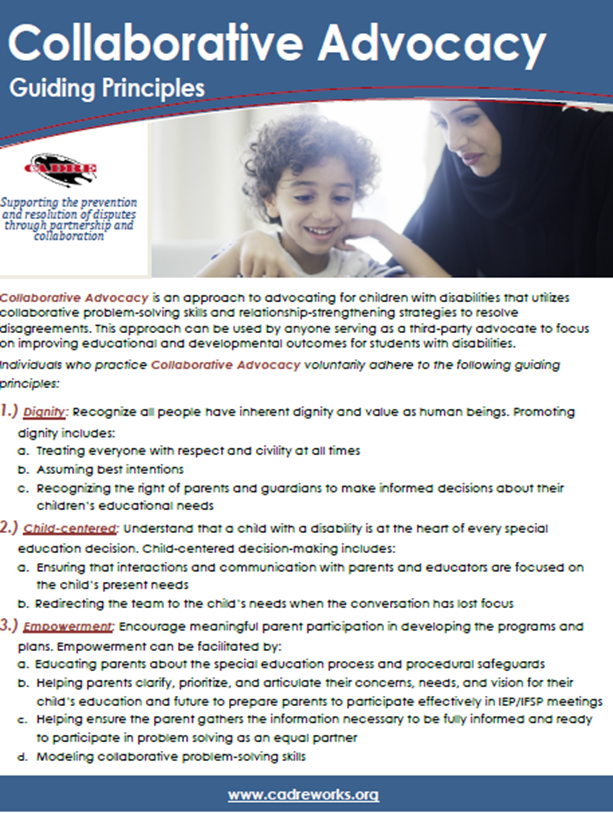 Collaborative Advocacy
Guiding Principles
CADRE
Supporting the prevention
and resolution of disputes
through partnership and
collaboration
Collaborative Advocacy is an approach to advocating for children with disabilities that utilizes
collaborative problem-solving skills and relationship-strengthening strategies to resolve
disagreements. This approach can be used by anyone serving as a third-party advocate to focus
on improving educational and developmental outcomes for students with disabilities.
Individuals who practice Collaborative Advocacy voluntarily adhere to the following guiding
principles:
1.) Dignity: Recognize all people have inherent dignity and value as human beings. Promoting
dignity includes:
a. Treating everyone with respect and civility at all times
b. Assuming best intentions
c. Recognizing the right of parents and guardians to make informed decisions about their
children's educational needs
2.) Child-centered: Understand that a child with a disability is at the heart of every special
education decision. Child-centered decision-making includes:
a. Ensuring that interactions and communication with parents and educators are focused on
the child's present needs
b. Redirecting the team to the child's needs when the conversation has lost focus
3.) Empowerment: Encourage meaningful parent participation in developing the programs and
plans. Empowerment can be facilitated by:
a. Educating parents about the special education process and procedural safeguards
b. Helping parents clarify, prioritize, and articulate their concerns, needs, and vision for their
child's education and future to prepare parents to participate effectively in IEP/IFSP meetings
c. Helping ensure the parent gathers the information necessary to be fully informed and ready
to participate in problem solving as an equal partner
d. Modeling collaborative problem-solving skills
www.cadreworks.org